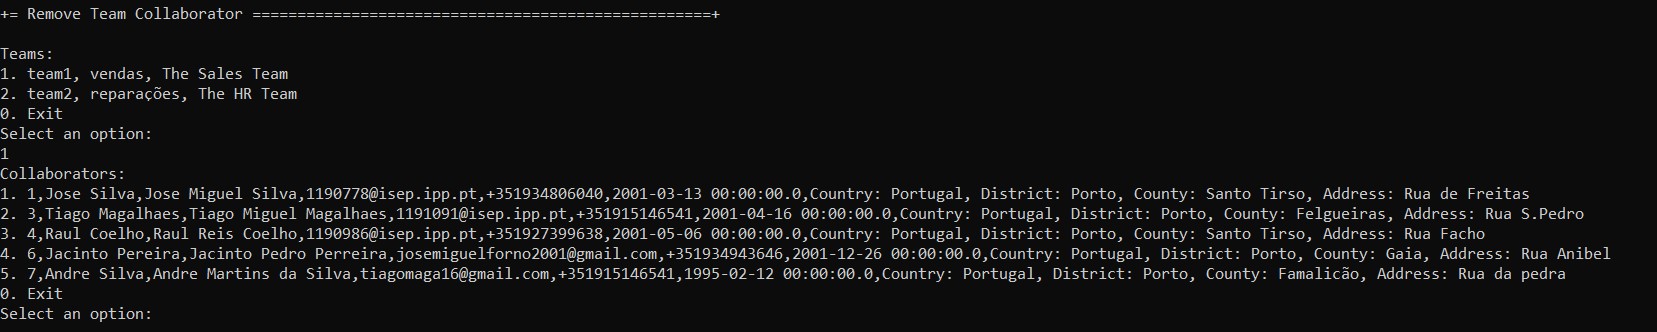 += Remove Team Collaborator ===================================================+
Teams:
1. team1, vendas, The Sales Team
2. team2, reparações, The HR Team
0. Exit
Select an option:
1
Collaborators:
1. 1,Jose Silva,Jose Miguel Silva,1190778@isep.ipp.pt,+351934806040,2001-03-13 00:00:00.0,Country: Portugal, District: Porto, County: Santo Tirso, Address: Rua de Freitas
2. 3,Tiago Magalhaes,Tiago Miguel Magalhaes,1191091@isep.ipp.pt,+351915146541,2001-04-16 00:00:00.0,Country: Portugal, District: Porto, County: Felgueiras, Address: Rua S.Pedro
3. 4,Raul Coelho,Raul Reis Coelho,1190986@isep.ipp.pt,+351927399638,2001-05-06 00:00:00.0,Country: Portugal, District: Porto, County: Santo Tirso, Address: Rua Facho
4. 6,Jacinto Pereira,Jacinto Pedro Perreira,josemiguelforno2001@gmail.com,+351934943646,2001-12-26 00:00:00.0,Country: Portugal, District: Porto, County: Gaia, Address: Rua Anibel
5. 7,Andre Silva,Andre Martins da Silva,tiagomaga16@gmail.com,+351915146541,1995-02-12 00:00:00.0,Country: Portugal, District: Porto, County: Famalicão, Address: Rua da pedra
0. Exit
Select an option: